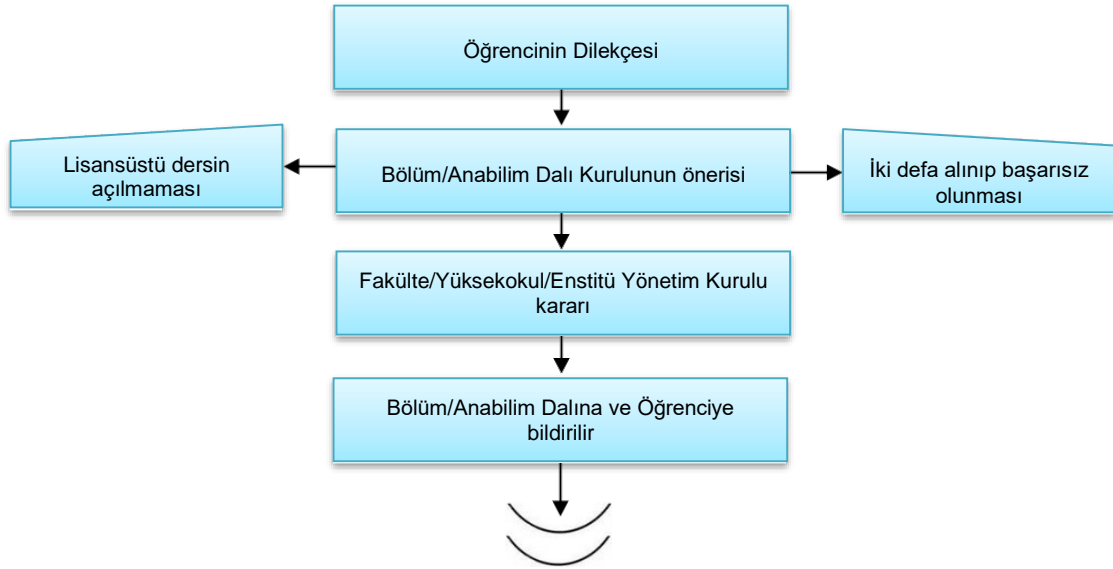 Öğrencinin Dilekçesi
Lisansüstü dersin
açılmaması
Bölüm/Anabilim Dalı Kurulunun önerisi
İki defa alınıp başarısız
olunması
Fakülte/Yüksekokul/Enstitü Yönetim Kurulu
kararı
Bölüm/Anabilim Dalına ve Öğrenciye
bildirilir